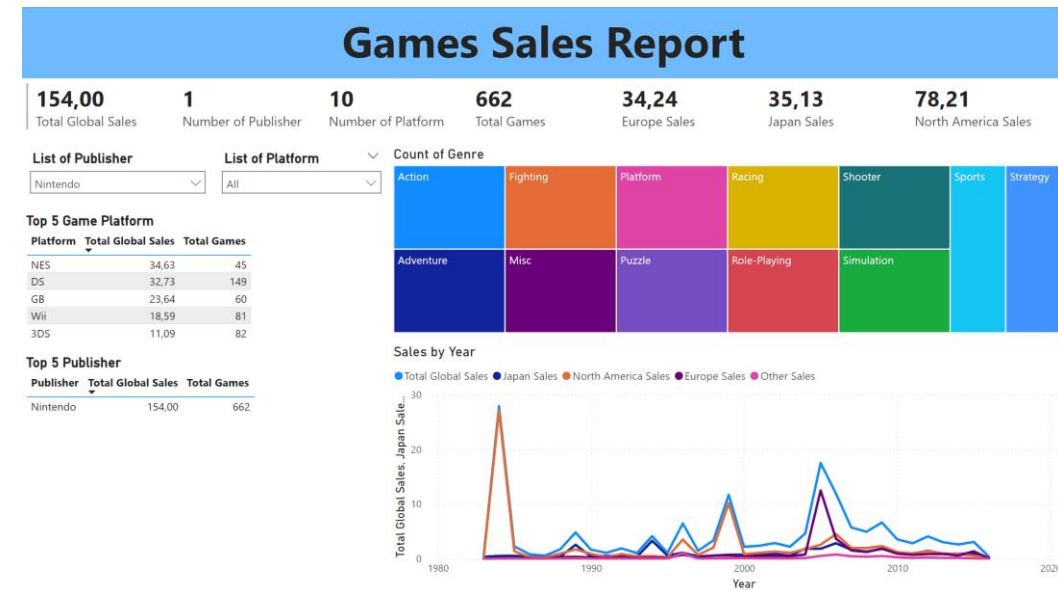 Games Sales Report
154,00 1 10 662 34,24 35,13 78,21
Total Global Sales Number of Publisher Number of Platform Total Games Europe Sales Japan Sales North America Sales
List of Publisher List of Platform
Nintendo All
Top 5 Game Platform
Platform Total Global Sales Total Games
NES 34,63 45
DS 32,73 149
GB 23,64 60
Wii 18,59 81
3DS 11,09 82
Top 5 Publisher
Publisher Total Global Sales Total Games
Nintendo 154,00 662
Count of Genre
Action Fighting Platform Racing Shooter Sports Strategy
Adventure Misc Puzzle Role-Playing Simulation
Sales by Year
Total Global Sales Japan Sales North America Sales Europe Sales Other Sales
Total Global Sales, Japan Sale...
30
20
10
0
1980 1990 2000 2010 2020
Year